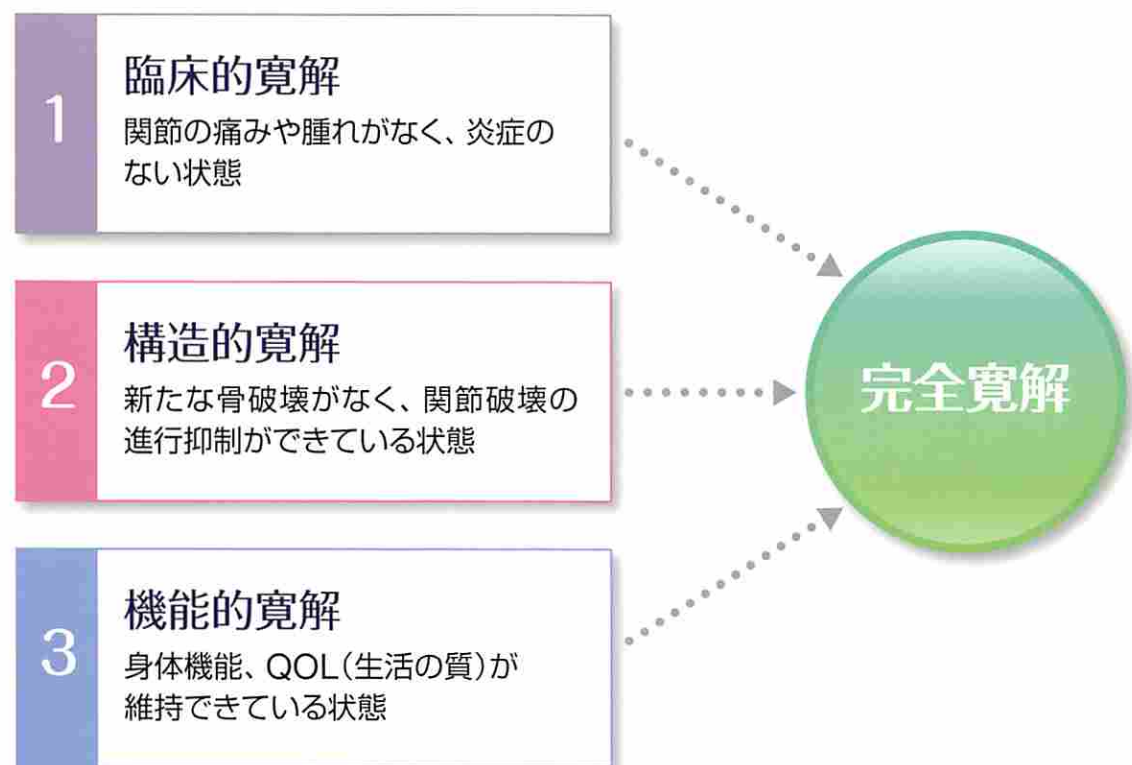 1
臨床的寛解
関節の痛みや腫れがなく、炎症の
ない状態
2
構造的寛解
新たな骨破壊がなく、関節破壊の
進行抑制ができている状態
3
機能的寛解
身体機能、QOL(生活の質)が
維持できている状態
完全寛解